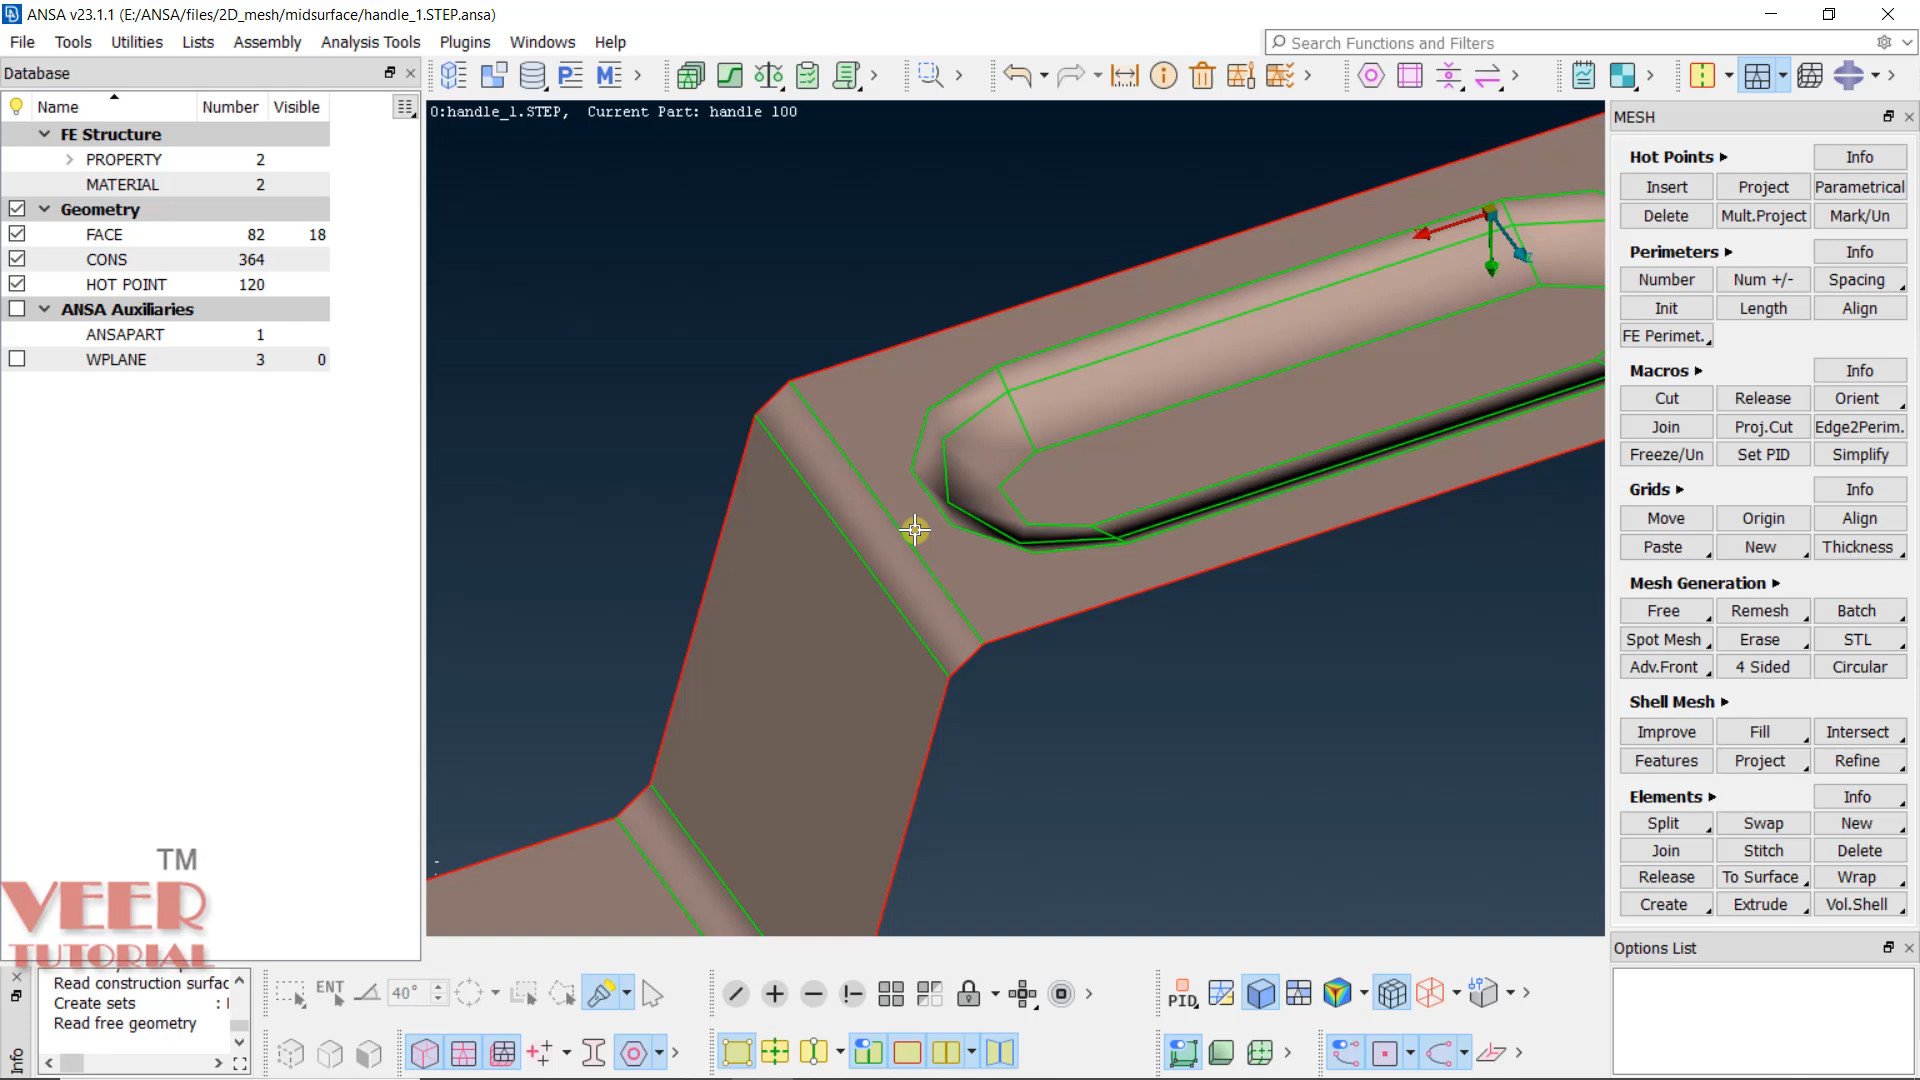 ANSA v23.1.1 (E:/ANSA/files/2D_mesh/midsurface/handle_1.STEP.ansa)
File Tools Utilities Lists Assembly Analysis Tools Plugins Windows Help
Search Functions and Filters
Database
Name Number Visible
FE Structure
PROPERTY 2
MATERIAL 2
Geometry
FACE 82 18
CONS 364
HOT POINT 120
ANSA Auxiliaries
ANSAPART 1
WPLANE 3 0
0:handle_1.STEP, Current Part: handle 100
MESH
Hot Points Info
Insert Project Parametrical
Delete Mult.Project Mark/Un
Perimeters Info
Number Num +/- Spacing
Init Length Align
FE Perimet.
Macros Info
Cut Release Orient
Join Proj.Cut Edge2Perim.
Freeze/Un Set PID Simplify
Grids Info
Move Origin Align
Paste New Thickness
Mesh Generation
Free Remesh Batch
Spot Mesh Erase STL
Adv.Front 4 Sided Circular
Shell Mesh
Improve Fill Intersect
Features Project Refine
Elements Info
Split Swap New
Join Stitch Delete
Release To Surface Wrap
Create Extrude Vol.Shell
Options List
TM
VEER
TUTORIAL
Info
Read construction surfac
Create sets :
Read free geometry
ENT
40°
PID